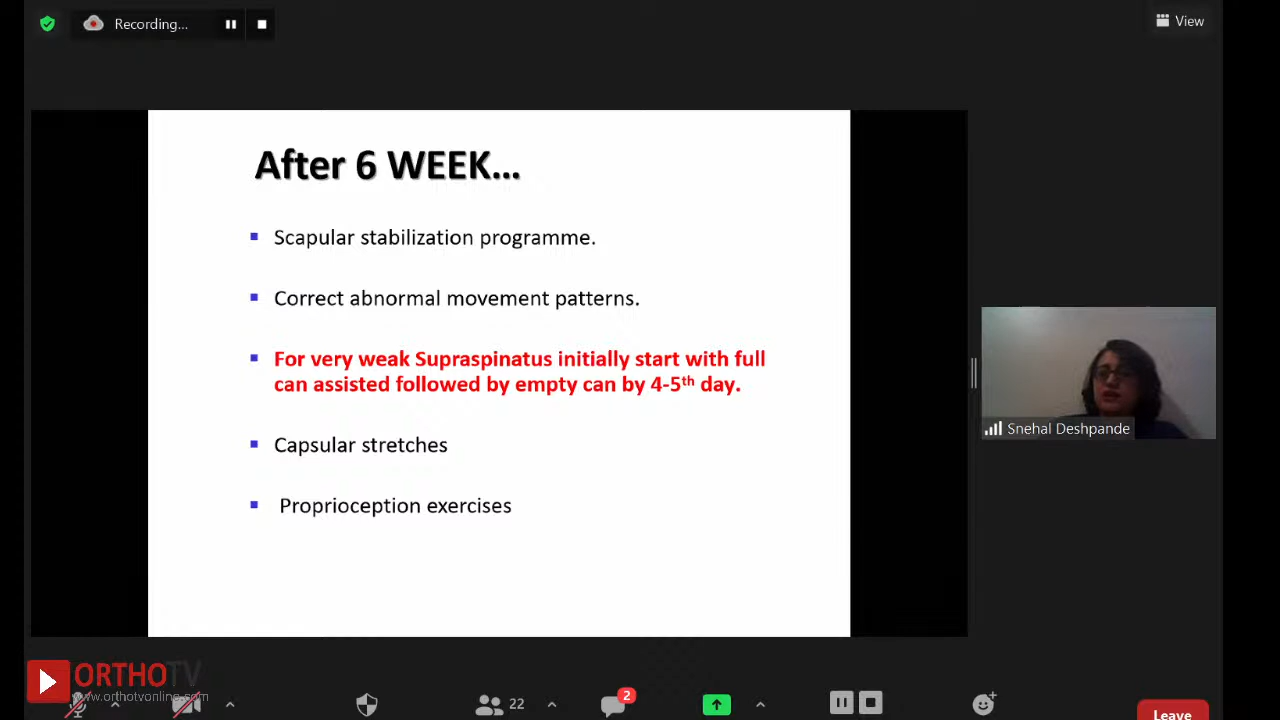 Recording...
View
After 6 WEEK...
▪ Scapular stabilization programme.
▪ Correct abnormal movement patterns.
▪ For very weak Supraspinatus initially start with full
can assisted followed by empty can by 4-5th day.
▪ Capsular stretches
▪ Proprioception exercises
Snehal Deshpande
ORTHOTV
www.orthotvonline.com
22
2
Leave